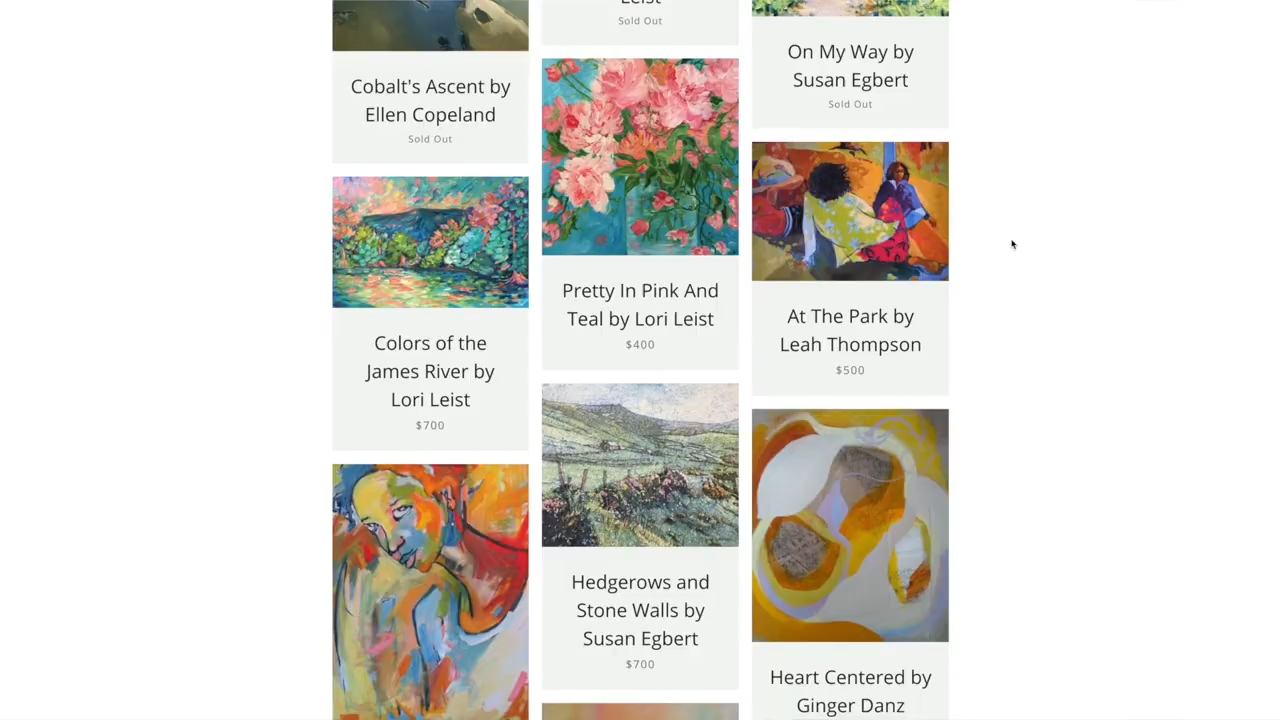 Cobalt's Ascent by
Ellen Copeland
Sold Out
Colors of the
James River by
Lori Leist
$700
Leist
Sold Out
Pretty In Pink And
Teal by Lori Leist
$400
Hedgerows and
Stone Walls by
Susan Egbert
$700
On My Way by
Susan Egbert
Sold Out
At The Park by
Leah Thompson
$500
Heart Centered by
Ginger Danz